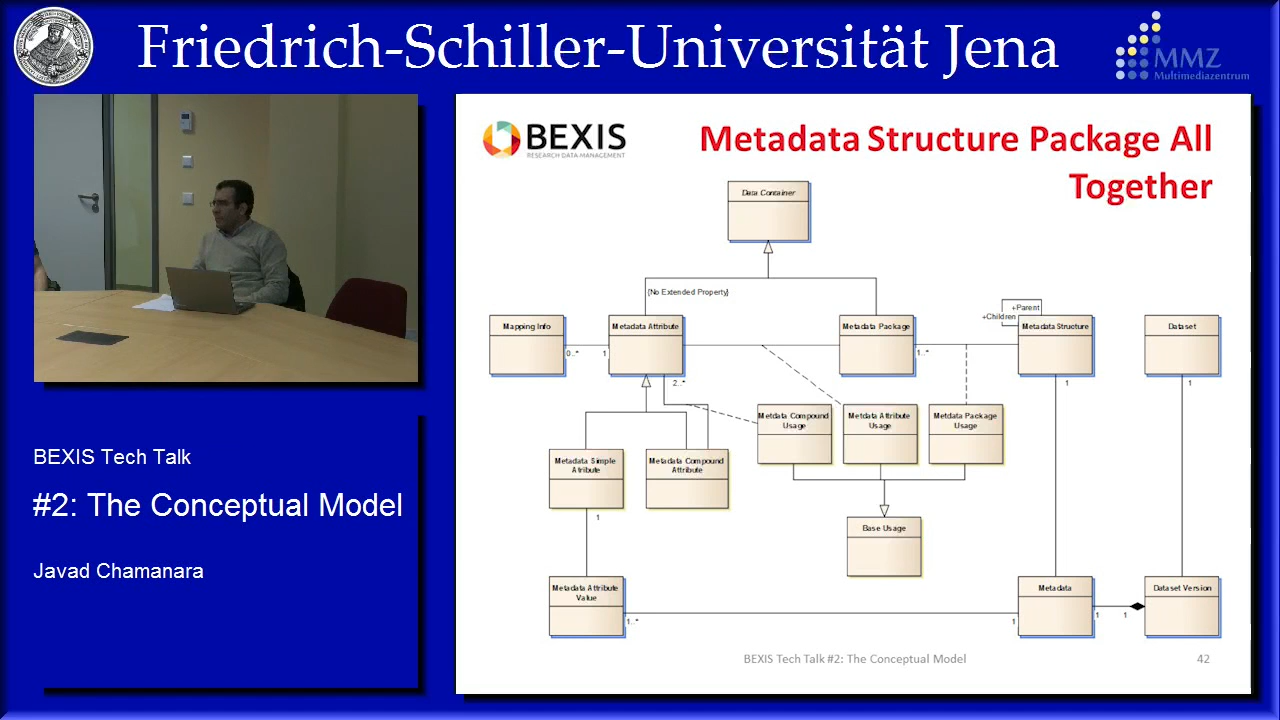 Friedrich-Schiller-Universität Jena
MMZ
Multimediazentrum
BEXIS Tech Talk
#2: The Conceptual Model
Javad Chamanara
BEXIS
RESEARCH DATA MANAGEMENT
Metadata Structure Package All
Together
Data Container
{No Extended Property}
+Parent
+Children
Mapping Info
Metadata Attribute
Metadata Package
Metadata Structure
Dataset
0..*
1
1..*
2..*
1
1
Metdata Compound
Usage
Metdata Attribute
Usage
Metdata Package
Usage
Metadata Simple
Atribute
Metadata Compound
Attribute
1
Base Usage
Metadata Attribute
Value
Metadata
Dataset Version
1..*
1
1
1
BEXIS Tech Talk #2: The Conceptual Model
42